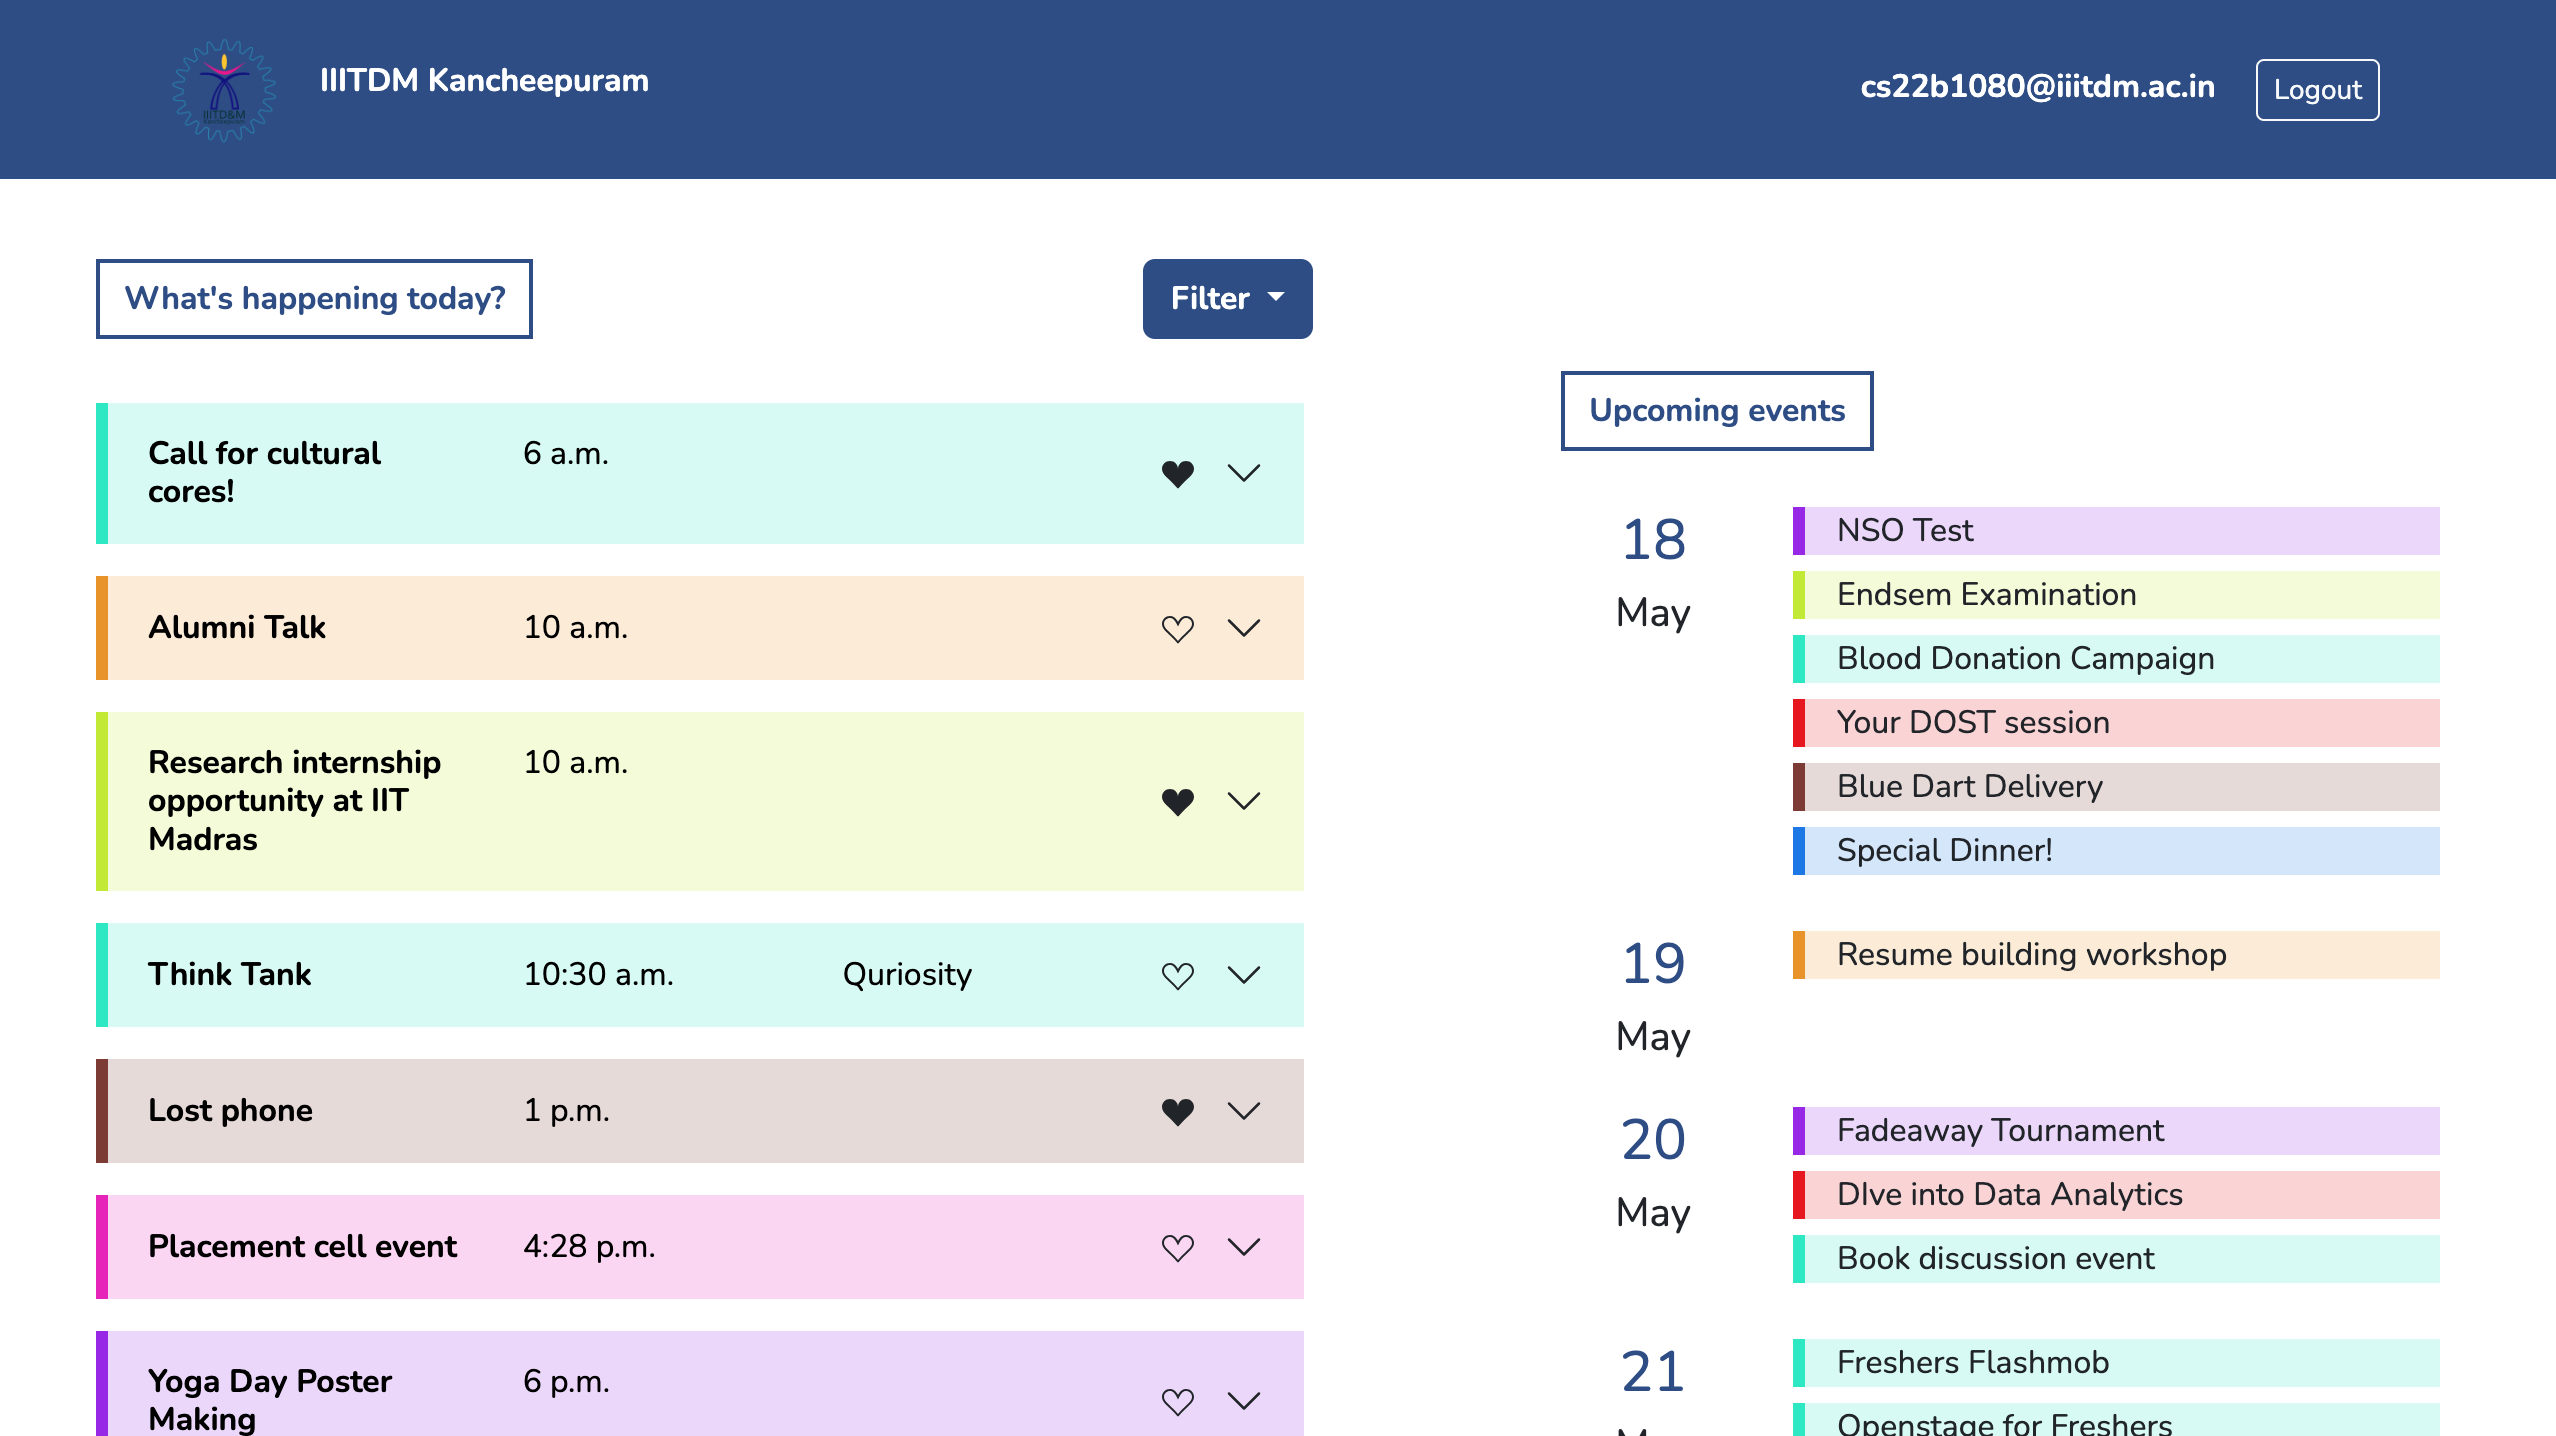 IIITD&M
IIITDM Kancheepuram
cs22b1080@iiitdm.ac.in
Logout
What's happening today?
Filter
Call for cultural
cores!
6 a.m.
Alumni Talk
10 a.m.
Research internship
opportunity at IIT
Madras
10 a.m.
Think Tank
10:30 a.m.
Quriosity
Lost phone
1 p.m.
Placement cell event
4:28 p.m.
Yoga Day Poster
Making
6 p.m.
Upcoming events
18
May
NSO Test
Endsem Examination
Blood Donation Campaign
Your DOST session
Blue Dart Delivery
Special Dinner!
19
May
Resume building workshop
20
May
Fadeaway Tournament
DIve into Data Analytics
Book discussion event
21
Freshers Flashmob
Openstage for Freshers